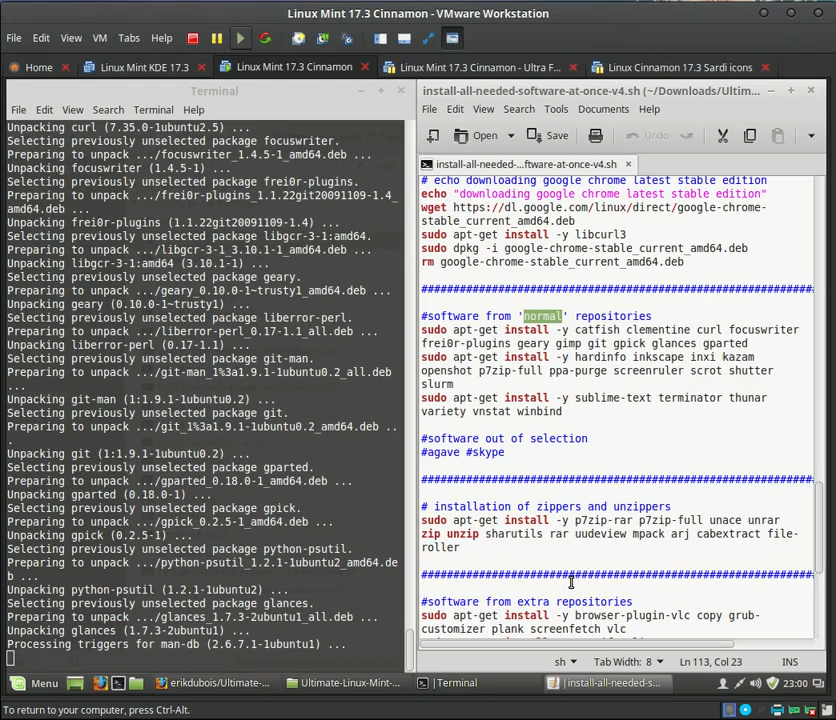 Linux Mint 17.3 Cinnamon - VMware Workstation
File Edit View VM Tabs Help
Home
Linux Mint KDE 17.3
Linux Mint 17.3 Cinnamon
Linux Mint 17.3 Cinnamon - Ultra F...
Linux Cinnamon 17.3 Sardi icons
Terminal
File Edit View Search Terminal Help
Unpacking curl (7.35.0-1ubuntu2.5) ...
Selecting previously unselected package focuswriter.
Preparing to unpack .../focuswriter_1.4.5-1_amd64.deb ...
Unpacking focuswriter (1.4.5-1) ...
Selecting previously unselected package frei0r-plugins.
Preparing to unpack .../frei0r-plugins_1.1.22git20091109-1.4_
amd64.deb ...
Unpacking frei0r-plugins (1.1.22git20091109-1.4) ...
Selecting previously unselected package libgcr-3-1:amd64.
Preparing to unpack .../libgcr-3-1_3.10.1-1_amd64.deb ...
Unpacking libgcr-3-1:amd64 (3.10.1-1) ...
Selecting previously unselected package geary.
Preparing to unpack .../geary_0.10.0-1~trusty1_amd64.deb ...
Unpacking geary (0.10.0-1~trusty1) ...
Selecting previously unselected package liberror-perl.
Preparing to unpack .../liberror-perl_0.17-1.1_all.deb ...
Unpacking liberror-perl (0.17-1.1) ...
Selecting previously unselected package git-man.
Preparing to unpack .../git-man_1%3a1.9.1-1ubuntu0.2_all.deb
...
Unpacking git-man (1:1.9.1-1ubuntu0.2) ...
Selecting previously unselected package git.
Preparing to unpack .../git_1%3a1.9.1-1ubuntu0.2_amd64.deb ..
.
Unpacking git (1:1.9.1-1ubuntu0.2) ...
Selecting previously unselected package gparted.
Preparing to unpack .../gparted_0.18.0-1_amd64.deb ...
Unpacking gparted (0.18.0-1) ...
Selecting previously unselected package gpick.
Preparing to unpack .../gpick_0.2.5-1_amd64.deb ...
Unpacking gpick (0.2.5-1) ...
Selecting previously unselected package python-psutil.
Preparing to unpack .../python-psutil_1.2.1-1ubuntu2_amd64.de
b ...
Unpacking python-psutil (1.2.1-1ubuntu2) ...
Selecting previously unselected package glances.
Preparing to unpack .../glances_1.7.3-2ubuntu1_all.deb ...
Unpacking glances (1.7.3-2ubuntu1) ...
Processing triggers for man-db (2.6.7.1-1ubuntu1) ...
install-all-needed-software-at-once-v4.sh (~/Downloads/Ultim...
File Edit View Search Tools Documents Help
Open Save Undo
install-all-needed-...ftware-at-once-v4.sh
# echo downloading google chrome latest stable edition
echo "downloading google chrome latest stable edition"
wget https://dl.google.com/linux/direct/google-chrome-
stable_current_amd64.deb
sudo apt-get install -y libcurl3
sudo dpkg -i google-chrome-stable_current_amd64.deb
rm google-chrome-stable_current_amd64.deb
############################################################
#software from 'normal' repositories
sudo apt-get install -y catfish clementine curl focuswriter
frei0r-plugins geary gimp git gpick glances gparted
sudo apt-get install -y hardinfo inkscape inxi kazam
openshot p7zip-full ppa-purge screenruler scrot shutter
slurm
sudo apt-get install -y sublime-text terminator thunar
variety vnstat winbind
#software out of selection
#agave #skype
############################################################
# installation of zippers and unzippers
sudo apt-get install -y p7zip-rar p7zip-full unace unrar
zip unzip sharutils rar uudeview mpack arj cabextract file-
roller
############################################################
#software from extra repositories
sudo apt-get install -y browser-plugin-vlc copy grub-
customizer plank screenfetch vlc
sh Tab Width: 8 Ln 113, Col 23 INS
Menu
erikdubois/Ultimate-...
Ultimate-Linux-Mint-...
|Terminal
|install-all-needed-s...
23:00
To return to your computer, press Ctrl-Alt.